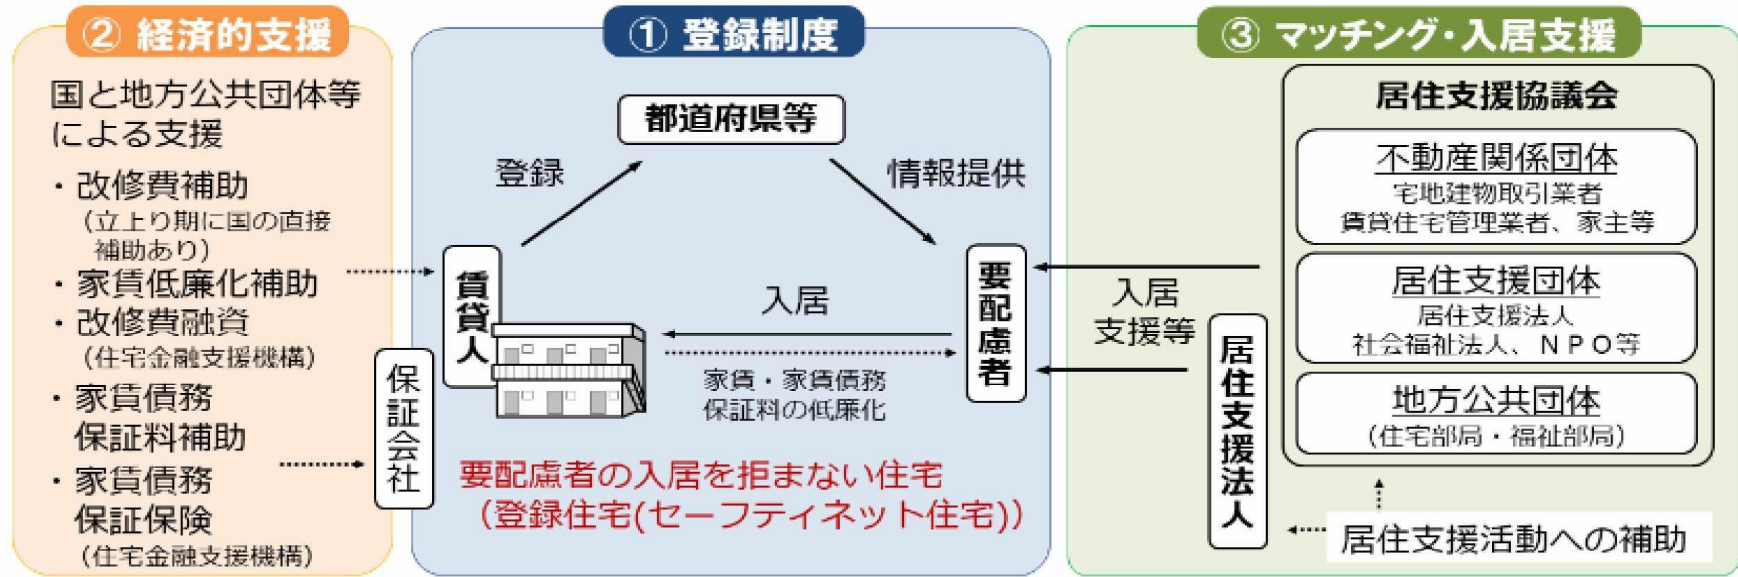 ② 経済的支援
国と地方公共団体等
による支援
・改修費補助
(立上り期に国の直接
補助あり)
・家賃低廉化補助
・改修費融資
(住宅金融支援機構)
・家賃債務
保証料補助
・家賃債務
保証保険
(住宅金融支援機構)
保証会社
① 登録制度
都道府県等
登録
情報提供
賃貸人
要配慮者
入居
家賃・家賃債務
保証料の低廉化
要配慮者の入居を拒まない住宅
(登録住宅(セーフティネット住宅))
③ マッチング・入居支援
居住支援協議会
不動産関係団体
宅地建物取引業者
賃貸住宅管理業者、家主等
居住支援団体
居住支援法人
社会福祉法人、NPO等
地方公共団体
(住宅部局・福祉部局)
入居
支援等
居住支援法人
居住支援活動への補助